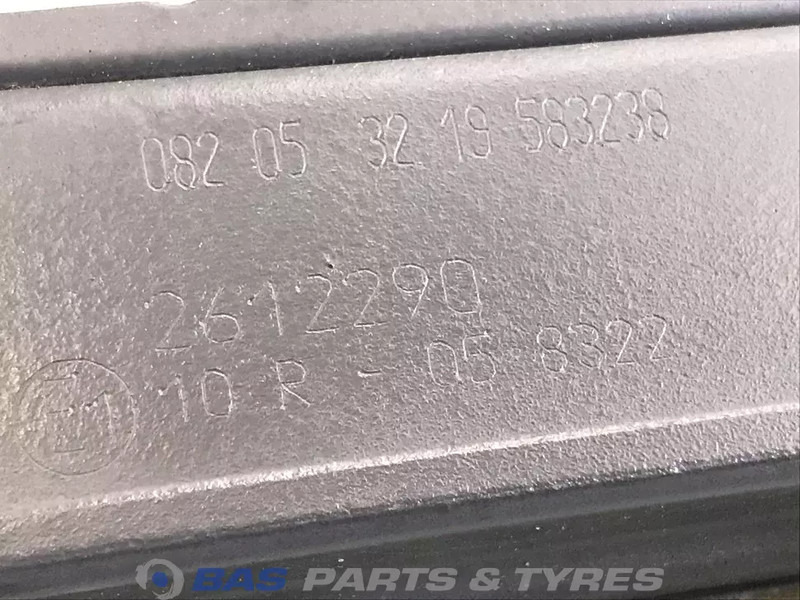 082 05 32 19 583238
2612290
E1 10 R - 05 8322
BAS PARTS & TYRES